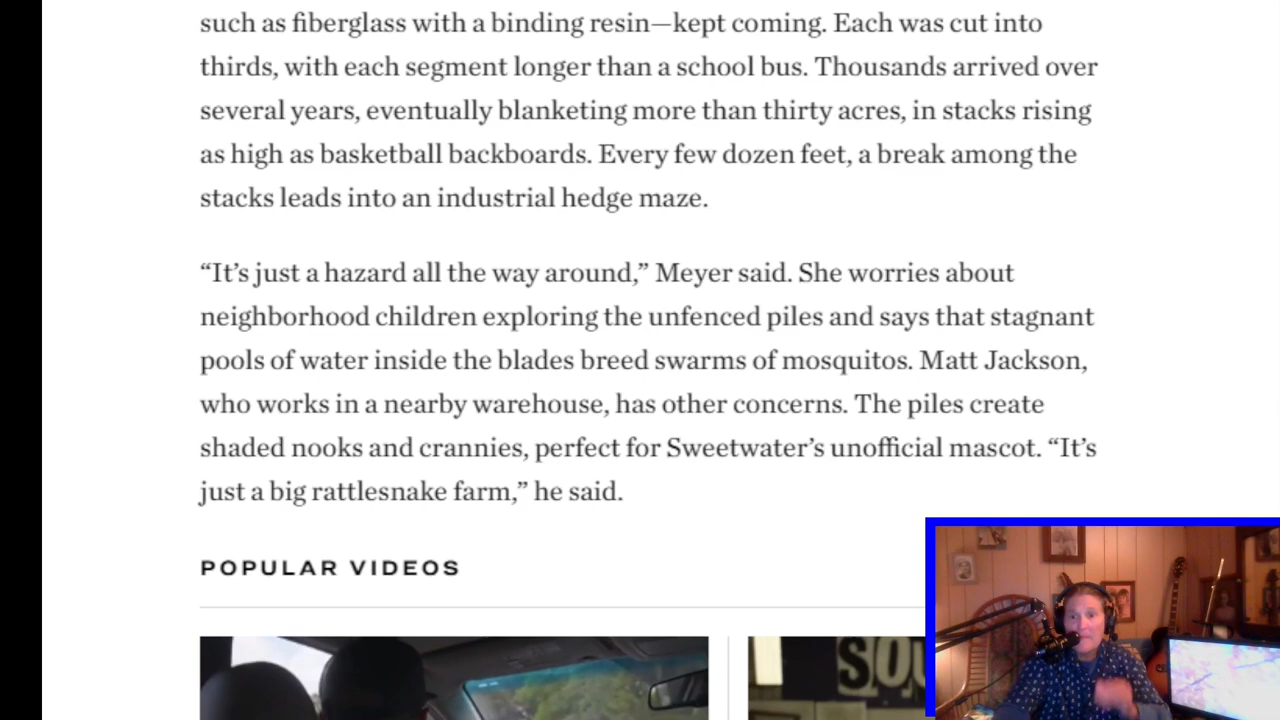 such as fiberglass with a binding resin—kept coming. Each was cut into
thirds, with each segment longer than a school bus. Thousands arrived over
several years, eventually blanketing more than thirty acres, in stacks rising
as high as basketball backboards. Every few dozen feet, a break among the
stacks leads into an industrial hedge maze.
“It’s just a hazard all the way around,” Meyer said. She worries about
neighborhood children exploring the unfenced piles and says that stagnant
pools of water inside the blades breed swarms of mosquitos. Matt Jackson,
who works in a nearby warehouse, has other concerns. The piles create
shaded nooks and crannies, perfect for Sweetwater’s unofficial mascot. “It’s
just a big rattlesnake farm,” he said.
POPULAR VIDEOS